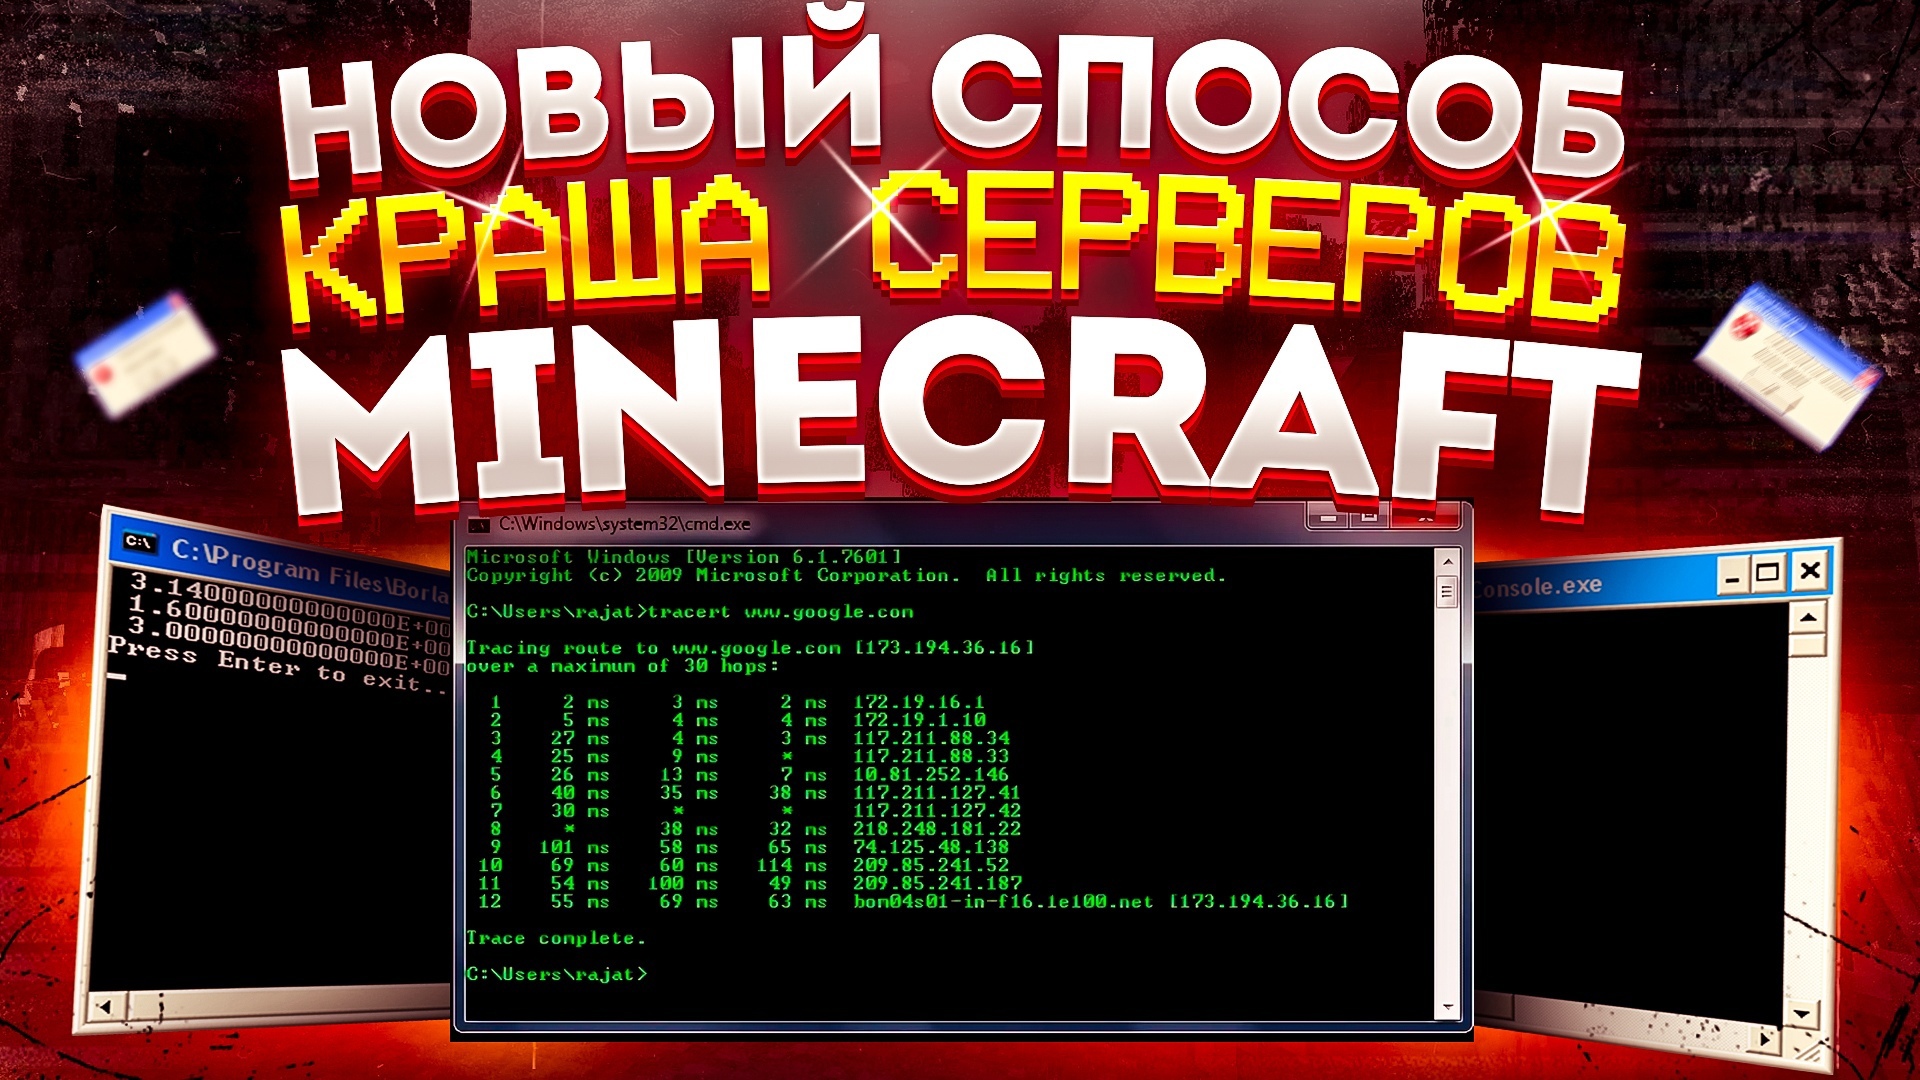 НОВЫЙ СПОСОБ
КРАША СЕРВЕРОВ
MINECRAFT
C:\Program Files\Borla
3.140000000000000E+00
1.600000000000000E+00
3.000000000000000E+00
Press Enter to exit..
C:\Windows\system32\cmd.exe
Microsoft Windows [Version 6.1.7601]
Copyright (c) 2009 Microsoft Corporation. All rights reserved.
C:\Users\rajat>tracert www.google.com
Tracing route to www.google.com [173.194.36.16]
over a maximum of 30 hops:
1 2 ms 3 ms 2 ms 172.19.16.1
2 5 ms 4 ms 4 ms 172.19.1.10
3 27 ms 4 ms 3 ms 117.211.88.34
4 25 ms 9 ms * 117.211.88.33
5 26 ms 13 ms 7 ms 10.81.252.146
6 40 ms 35 ms 38 ms 117.211.127.41
7 30 ms * * 117.211.127.42
8 * 38 ms 32 ms 218.248.181.22
9 101 ms 58 ms 65 ms 74.125.48.138
10 69 ms 60 ms 114 ms 209.85.241.52
11 54 ms 100 ms 49 ms 209.85.241.187
12 55 ms 69 ms 63 ms bom04s01-in-f16.1e100.net [173.194.36.16]
Trace complete.
C:\Users\rajat>
Console.exe